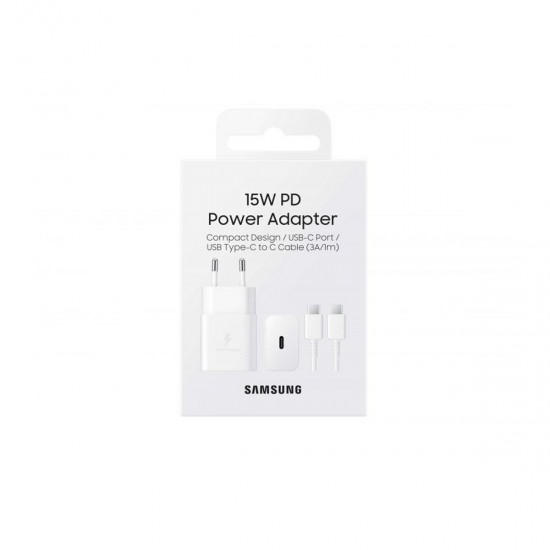 15W PD
Power Adapter
Compact Design / USB-C Port /
USB Type-C to C Cable (3A/1m)
SAMSUNG